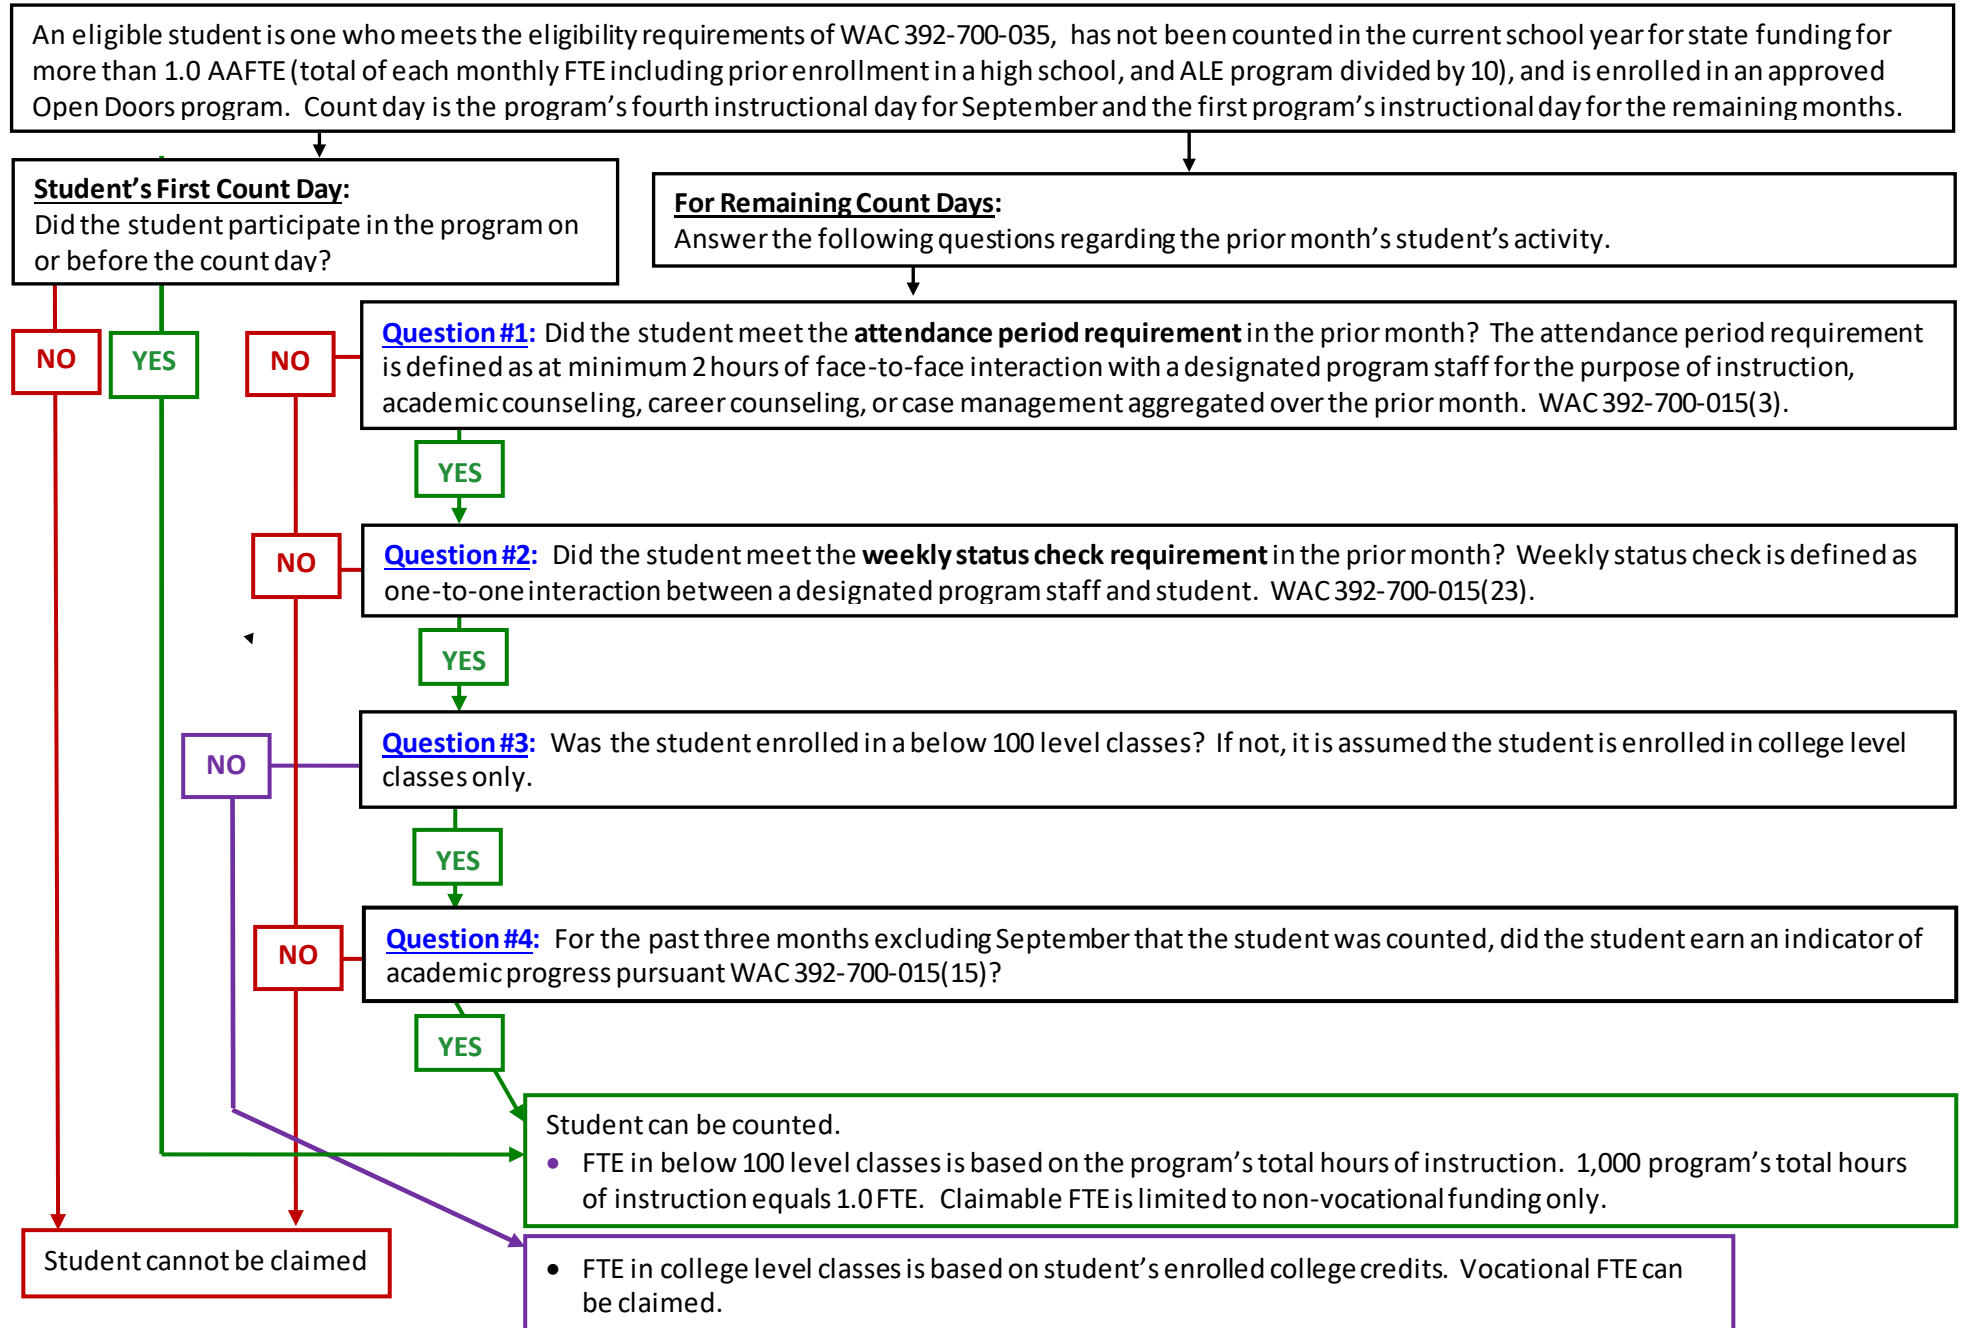 An eligible student is one who meets the eligibility requirements of WAC 392-700-035, has not been counted in the current school year for state funding for
more than 1.0 AAFTE (total of each monthly FTE including prior enrollment in a high school, and ALE program divided by 10), and is enrolled in an approved
Open Doors program. Count day is the program's fourth instructional day for September and the first program's instructional day for the remaining months.
Student's First Count Day:
Did the student participate in the program on
or before the count day?
For Remaining Count Days:
Answer the following questions regarding the prior month's student's activity.
NO
YES
NO
Question #1: Did the student meet the attendance period requirement in the prior month? The attendance period requirement
is defined as at minimum 2 hours of face-to-face interaction with a designated program staff for the purpose of instruction,
academic counseling, career counseling, or case management aggregated over the prior month. WAC 392-700-015(3).
YES
NO
Question #2: Did the student meet the weekly status check requirement in the prior month? Weekly status check is defined as
one-to-one interaction between a designated program staff and student. WAC 392-700-015(23).
YES
NO
Question #3: Was the student enrolled in a below 100 level classes? If not, it is assumed the student is enrolled in college level
classes only.
YES
NO
Question #4: For the past three months excluding September that the student was counted, did the student earn an indicator of
academic progress pursuant WAC 392-700-015(15)?
YES
Student can be counted.
• FTE in below 100 level classes is based on the program's total hours of instruction. 1,000 program's total hours
of instruction equals 1.0 FTE. Claimable FTE is limited to non-vocational funding only.
Student cannot be claimed
• FTE in college level classes is based on student's enrolled college credits. Vocational FTE can
be claimed.